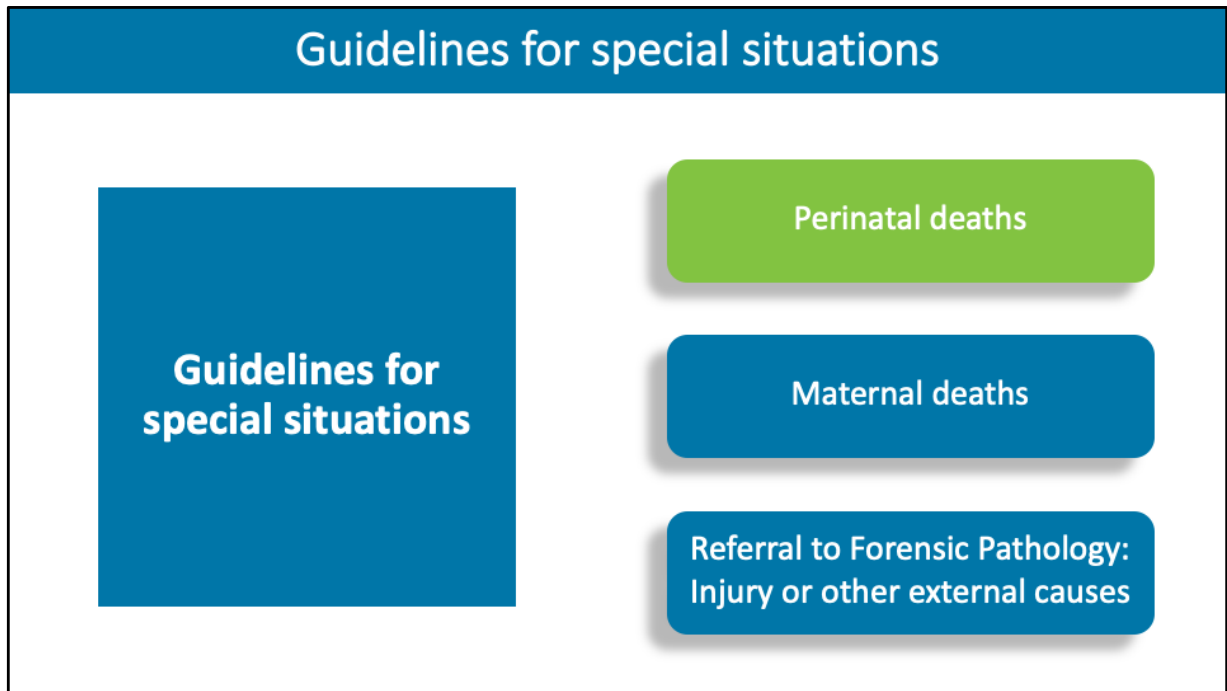 Guidelines for special situations
Guidelines for
special situations
Perinatal deaths
Maternal deaths
Referral to Forensic Pathology:
Injury or other external causes